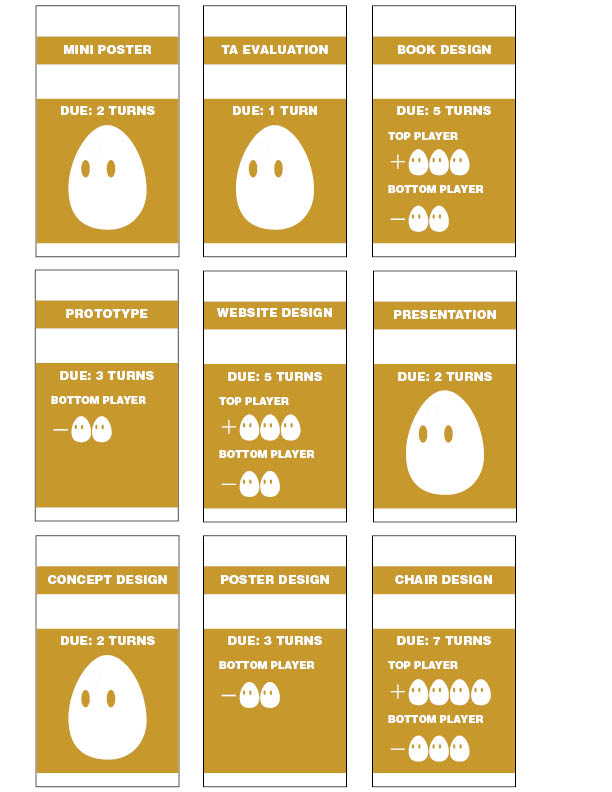 MINI POSTER
DUE: 2 TURNS
TA EVALUATION
DUE: 1 TURN
BOOK DESIGN
DUE: 5 TURNS
TOP PLAYER
+
BOTTOM PLAYER
−
PROTOTYPE
DUE: 3 TURNS
BOTTOM PLAYER
−
WEBSITE DESIGN
DUE: 5 TURNS
TOP PLAYER
+
BOTTOM PLAYER
−
PRESENTATION
DUE: 2 TURNS
CONCEPT DESIGN
DUE: 2 TURNS
POSTER DESIGN
DUE: 3 TURNS
BOTTOM PLAYER
−
CHAIR DESIGN
DUE: 7 TURNS
TOP PLAYER
+
BOTTOM PLAYER
−